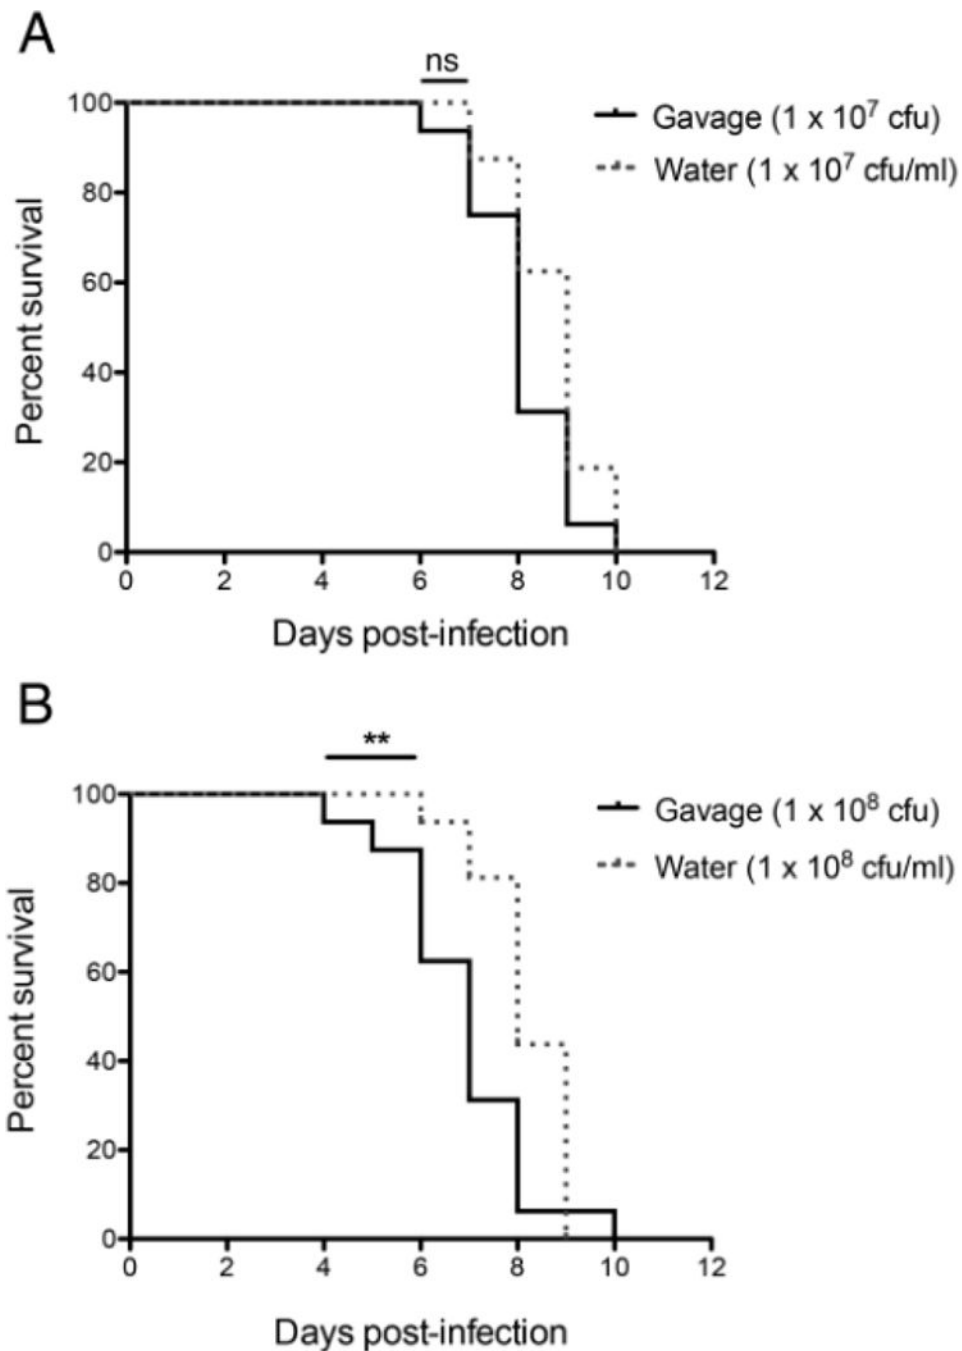 A
ns
100
80
60
40
20
0
Percent survival
0 2 4 6 8 10 12
Days post-infection
Gavage (1 x 10⁷ cfu)
Water (1 x 10⁷ cfu/ml)
B
**
100
80
60
40
20
0
Percent survival
0 2 4 6 8 10 12
Days post-infection
Gavage (1 x 10⁸ cfu)
Water (1 x 10⁸ cfu/ml)